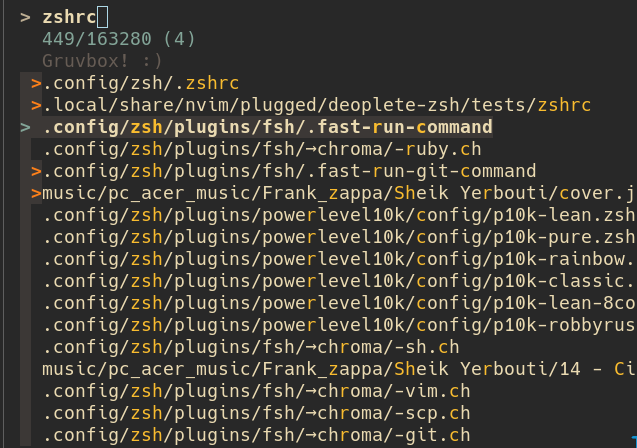 > zshrc
449/163280 (4)
Gruvbox! :)
>.config/zsh/.zshrc
>.local/share/nvim/plugged/deoplete-zsh/tests/zshrc
> .config/zsh/plugins/fsh/.fast-run-command
.config/zsh/plugins/fsh/→chroma/-ruby.ch
>.config/zsh/plugins/fsh/.fast-run-git-command
>music/pc_acer_music/Frank_zappa/Sheik Yerbouti/cover.j
.config/zsh/plugins/powerlevel10k/config/p10k-lean.zsh
.config/zsh/plugins/powerlevel10k/config/p10k-pure.zsh
.config/zsh/plugins/powerlevel10k/config/p10k-rainbow.
.config/zsh/plugins/powerlevel10k/config/p10k-classic.
.config/zsh/plugins/powerlevel10k/config/p10k-lean-8co
.config/zsh/plugins/powerlevel10k/config/p10k-robbyrus
.config/zsh/plugins/fsh/→chroma/-sh.ch
music/pc_acer_music/Frank_zappa/Sheik Yerbouti/14 - Ci
.config/zsh/plugins/fsh/→chroma/-vim.ch
.config/zsh/plugins/fsh/→chroma/-scp.ch
.config/zsh/plugins/fsh/→chroma/-git.ch